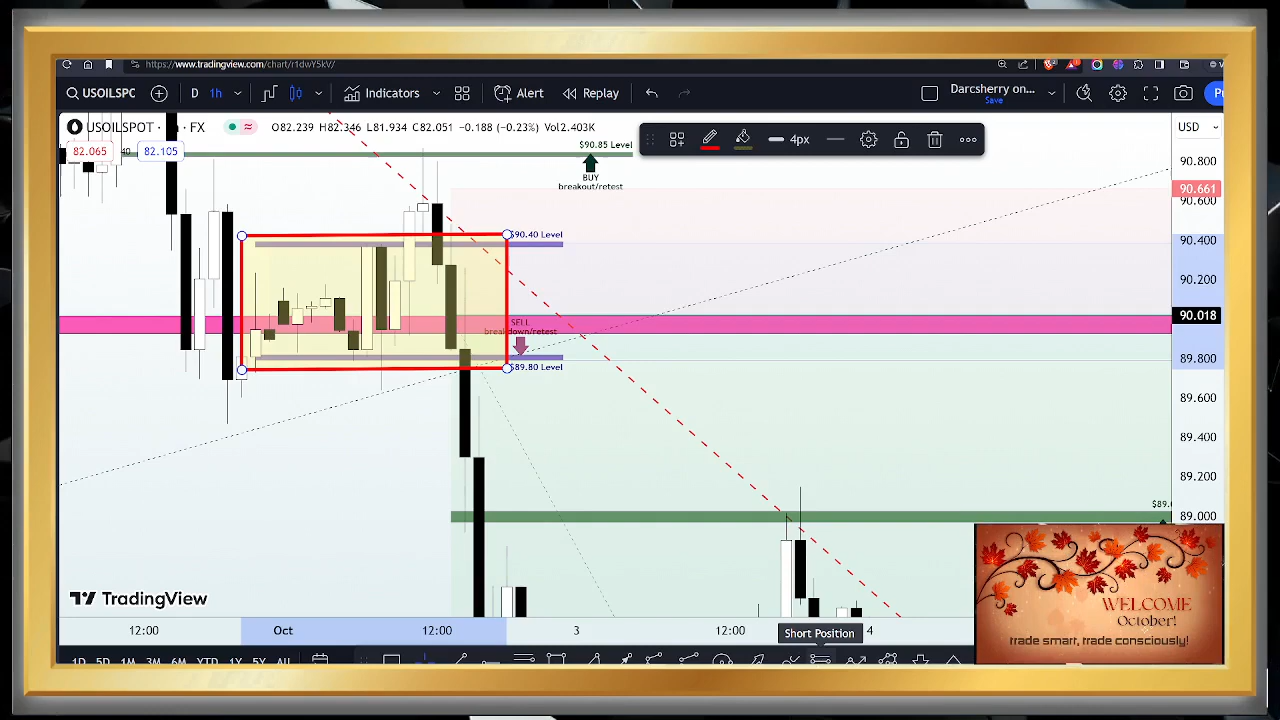 https://www.tradingview.com/chart/r1dwY5kV/
USOILSPC D 1h Indicators Alert Replay Darcsherry on...
Save
USOILSPOT · FX O82.239 H82.346 L81.934 C82.051 −0.188 (−0.23%) Vol2.403K
82.065 40 82.105
4px
USD
$90.85 Level
BUY
breakout/retest
90.800
90.661
90.600
$90.40 Level
90.400
90.200
90.018
SELL
breakdown/retest
89.800
$89.80 Level
89.600
89.400
89.200
$89.
89.000
WELCOME
October!
trade smart, trade consciously!
TradingView
12:00 Oct 12:00 3 12:00 4
Short Position
1D 5D 1M 3M 6M YTD 1Y 5Y All